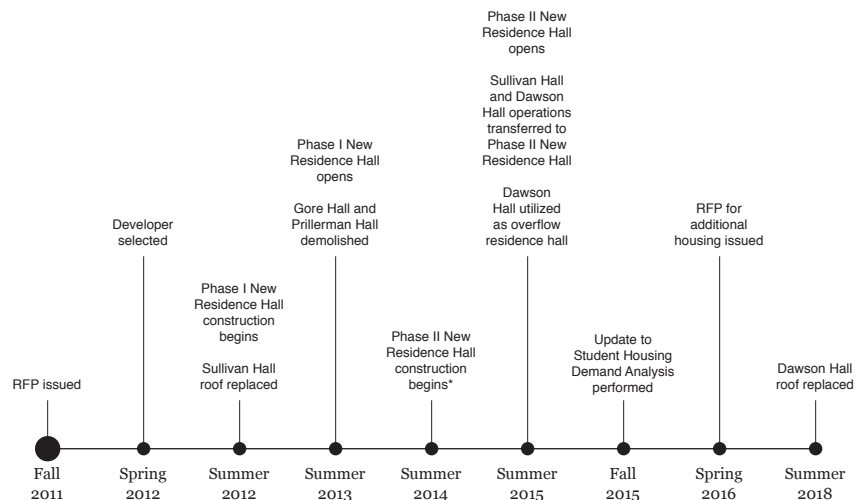 RFP issued
Fall
2011
Developer
selected
Spring
2012
Phase I New
Residence Hall
construction
begins
Sullivan Hall
roof replaced
Summer
2012
Phase I New
Residence Hall
opens
Gore Hall and
Prillerman Hall
demolished
Summer
2013
Phase II New
Residence Hall
construction
begins*
Summer
2014
Phase II New
Residence Hall
opens
Sullivan Hall
and Dawson
Hall operations
transferred to
Phase II New
Residence Hall
Dawson
Hall utilized
as overflow
residence hall
Summer
2015
Update to
Student Housing
Demand Analysis
performed
Fall
2015
RFP for
additional
housing issued
Spring
2016
Dawson Hall
roof replaced
Summer
2018